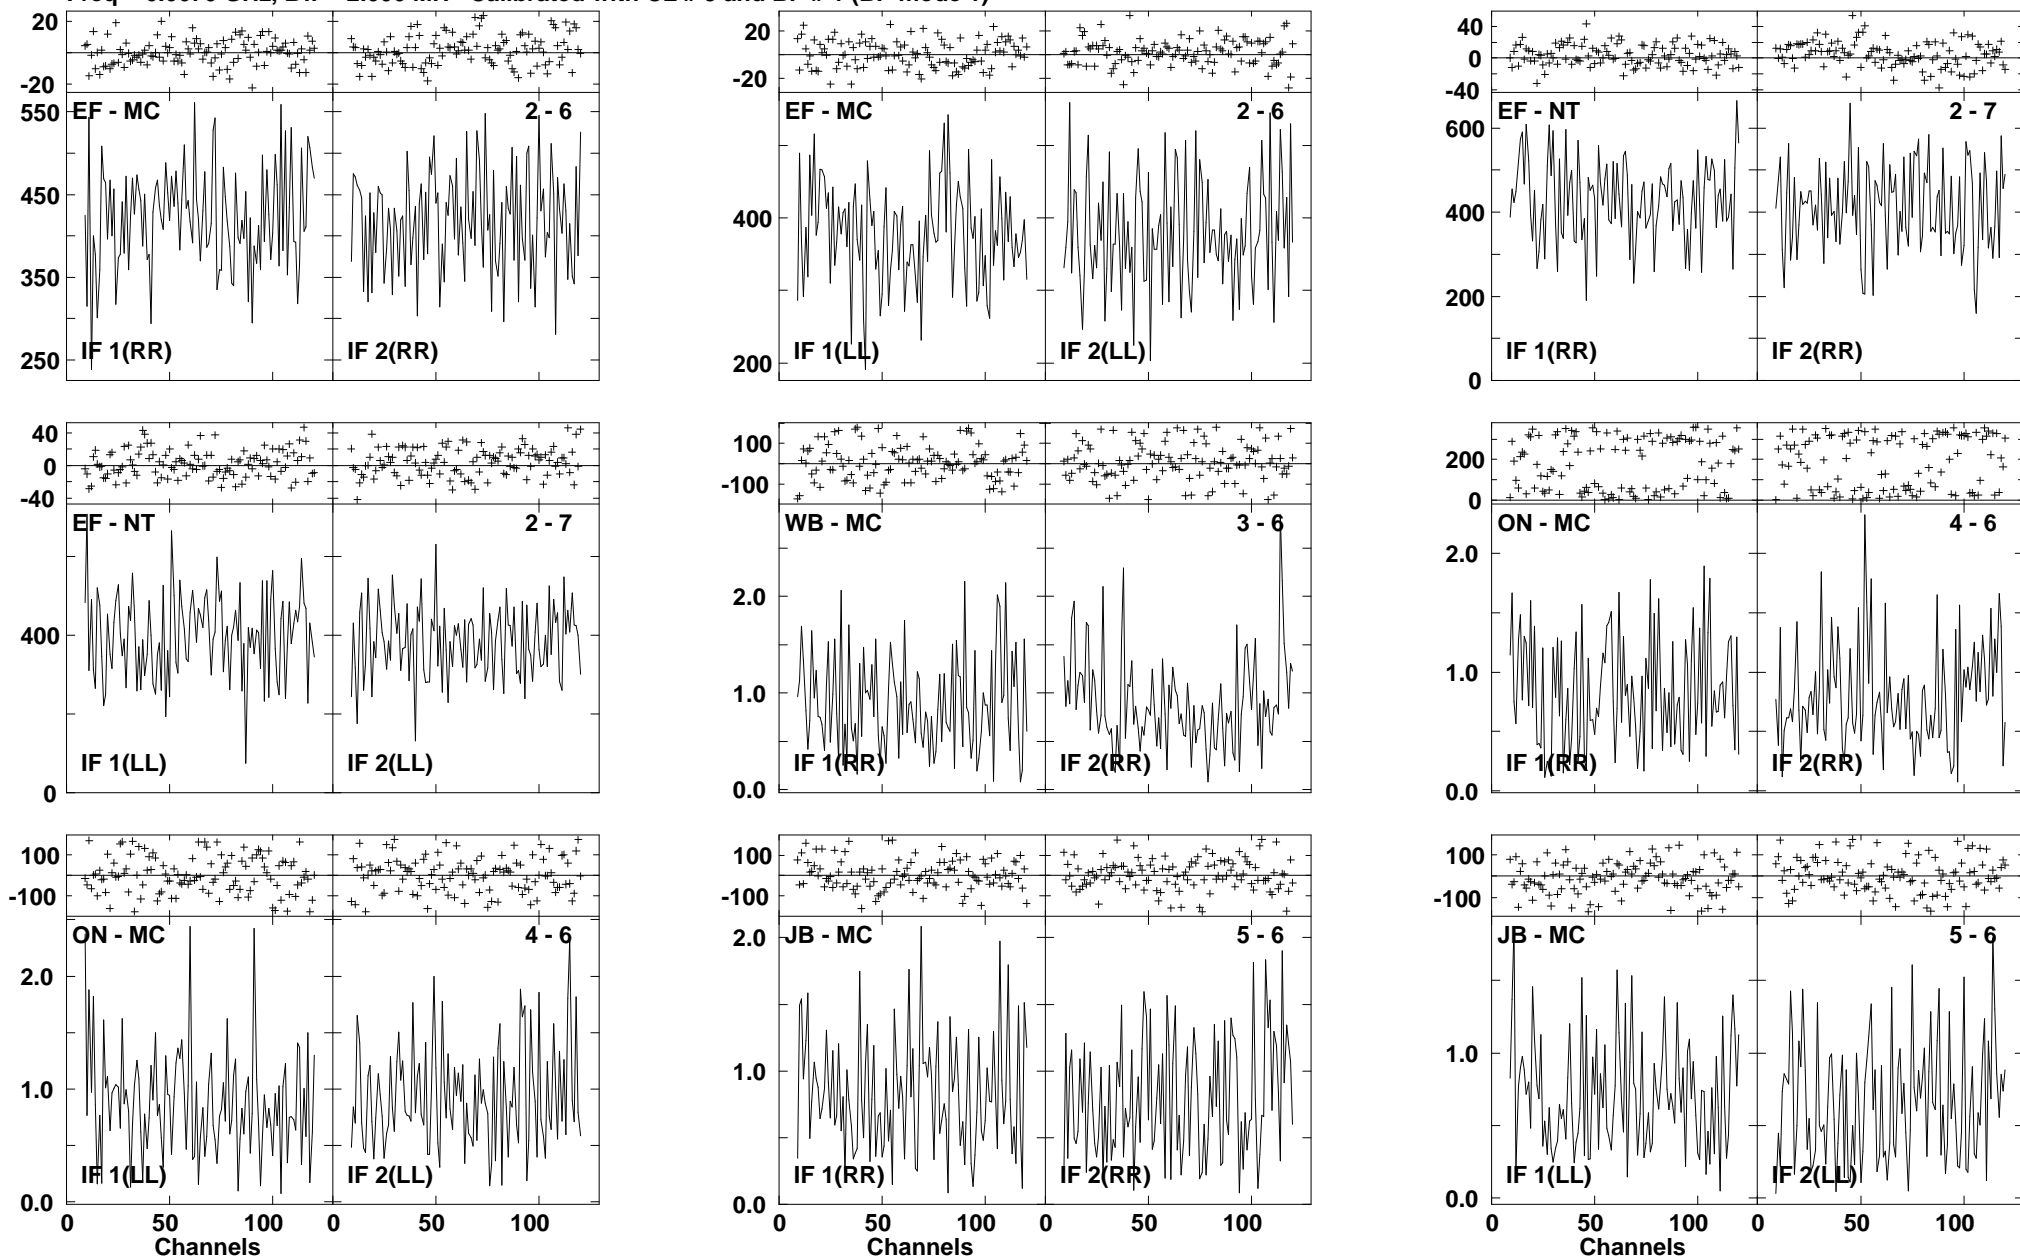 20
-20
550
450
350
250
EF - MC
2 - 6
IF 1(RR)
IF 2(RR)
20
-20
400
200
EF - MC
2 - 6
IF 1(LL)
IF 2(LL)
40
0
-40
600
400
200
0
EF - NT
2 - 7
IF 1(RR)
IF 2(RR)
40
0
-40
400
0
EF - NT
2 - 7
IF 1(LL)
IF 2(LL)
100
-100
2.0
1.0
0.0
WB - MC
3 - 6
IF 1(RR)
IF 2(RR)
200
0
2.0
1.0
0.0
ON - MC
4 - 6
IF 1(RR)
IF 2(RR)
100
-100
2.0
1.0
0.0
ON - MC
4 - 6
IF 1(LL)
IF 2(LL)
0 50 100 0 50 100
Channels
100
-100
2.0
1.0
0.0
JB - MC
5 - 6
IF 1(RR)
IF 2(RR)
0 50 100 0 50 100
Channels
100
-100
1.0
0.0
JB - MC
5 - 6
IF 1(LL)
IF 2(LL)
0 50 100 0 50 100
Channels